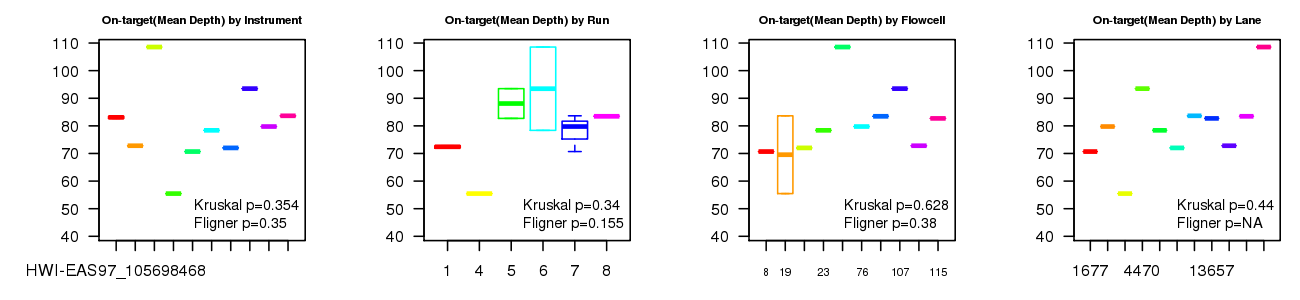 On-target(Mean Depth) by Instrument
110
100
90
80
70
60
50
40
Kruskal p=0.354
Fligner p=0.35
HWI-EAS97_105698468
On-target(Mean Depth) by Run
110
100
90
80
70
60
50
40
Kruskal p=0.34
Fligner p=0.155
1 4 5 6 7 8
On-target(Mean Depth) by Flowcell
110
100
90
80
70
60
50
40
Kruskal p=0.628
Fligner p=0.38
8 19 23 76 107 115
On-target(Mean Depth) by Lane
110
100
90
80
70
60
50
40
Kruskal p=0.44
Fligner p=NA
1677 4470 13657